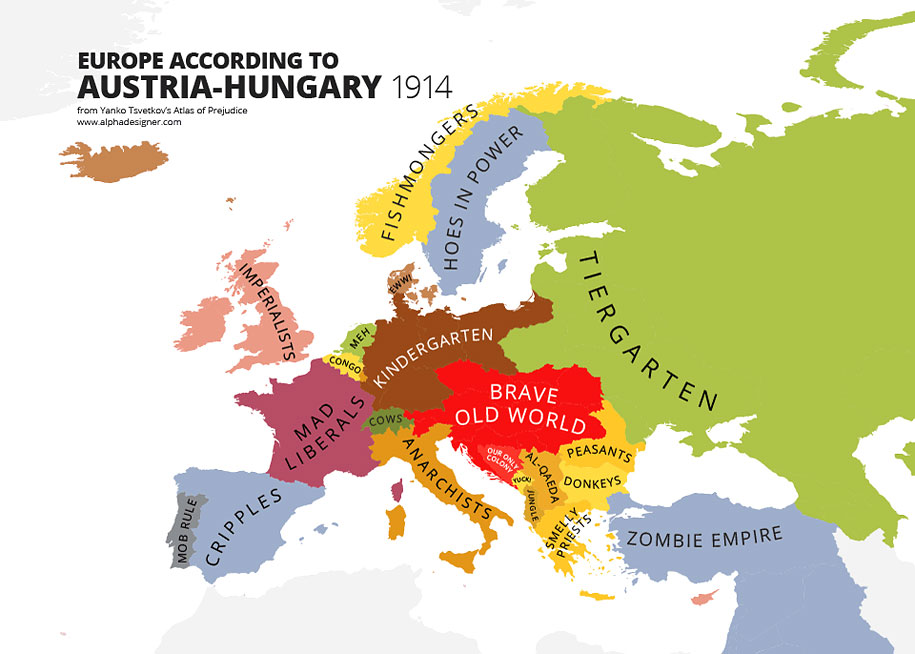 EUROPE ACCORDING TO
AUSTRIA-HUNGARY 1914
from Yanko Tsvetkov's Atlas of Prejudice
www.alphadesigner.com
FISHMONGERS
HOES IN POWER
IMPERIALISTS
EWW!
TIERGARTEN
MEH
CONGO
KINDERGARTEN
BRAVE
OLD WORLD
MAD
LIBERALS
COWS
ANARCHISTS
OUR ONLY
COLONY
YUCK!
AL-QAEDA
JUNGLE
PEASANTS
DONKEYS
SMELLY
PRIESTS
MOB RULE
CRIPPLES
ZOMBIE EMPIRE